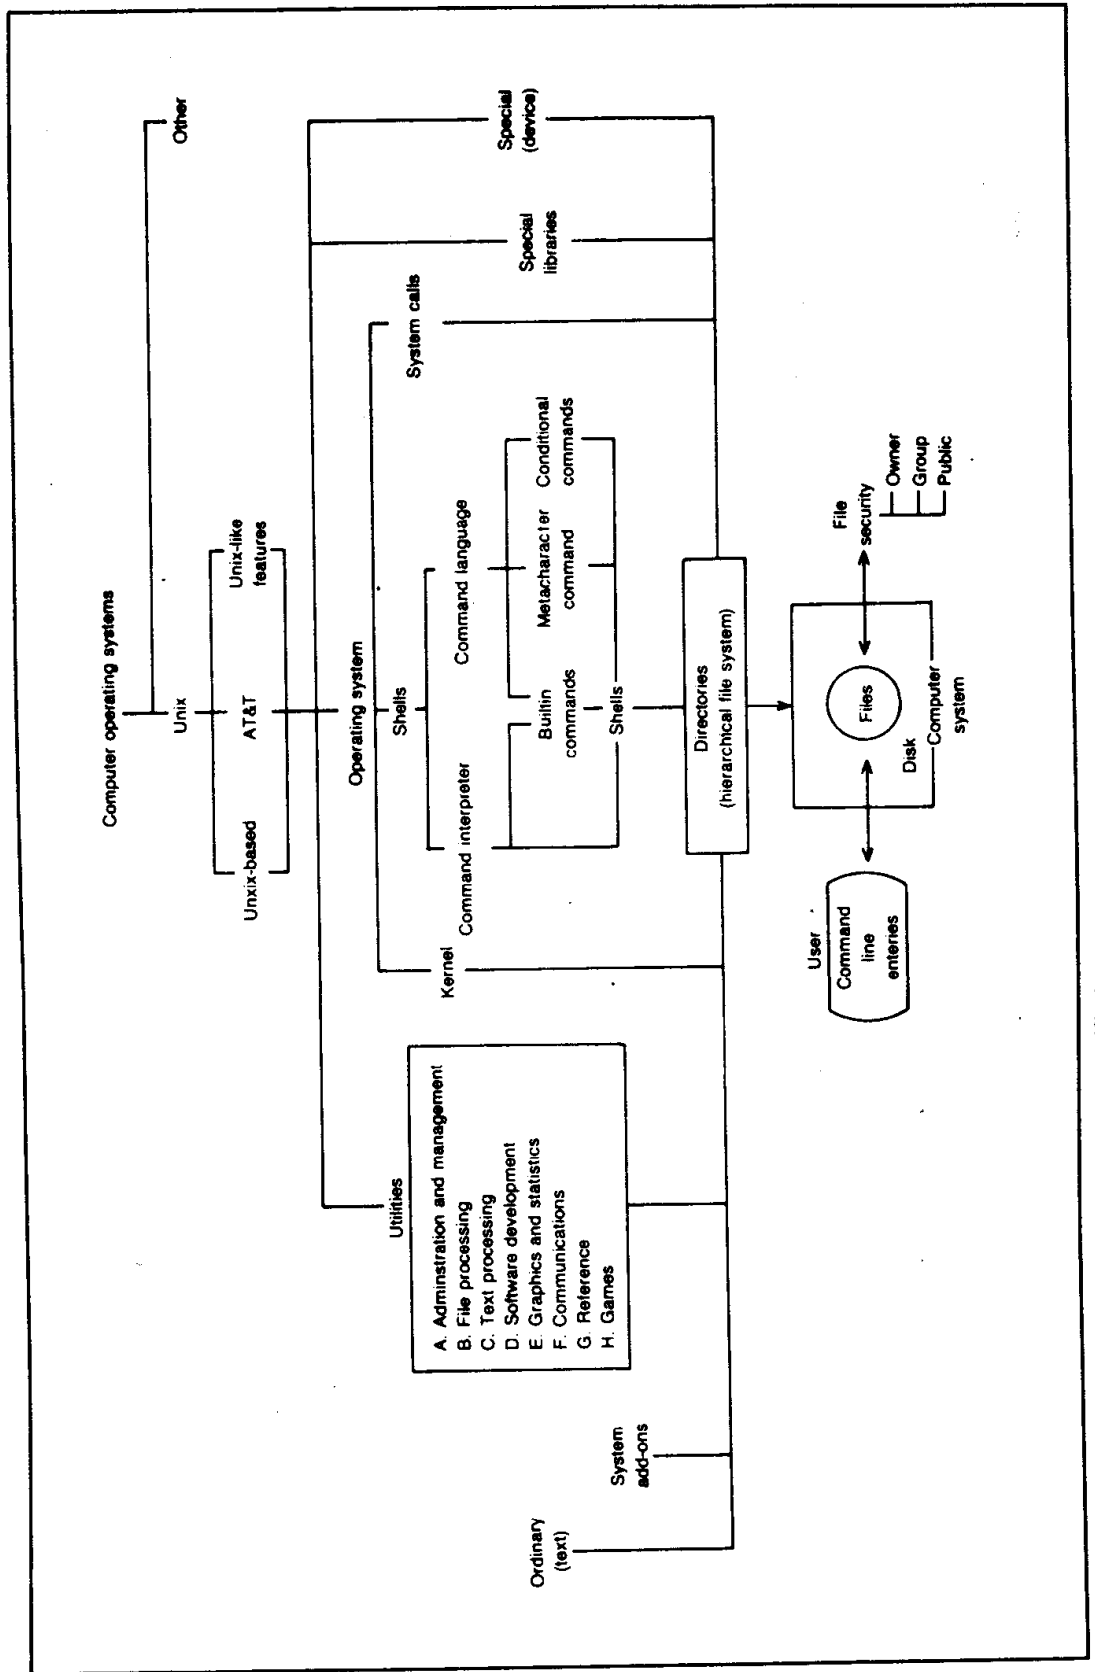 Computer operating systems
Unix
Other
Unxix-based
AT&T
Unix-like
features
Operating system
Utilities
A. Adminstration and management
B. File processing
C. Text processing
D. Software development
E. Graphics and statistics
F. Communications
G. Reference
H. Games
Kernel
Shells
System calls
Special
libraries
Special
(device)
Command interpreter
Command language
Builtin
commands
Metacharacter
command
Conditional
commands
Shells
Ordinary
(text)
System
add-ons
Directories
(hierarchical file system)
User
Command
line
enteries
Files
Disk
Computer
system
File
security
Owner
Group
Public